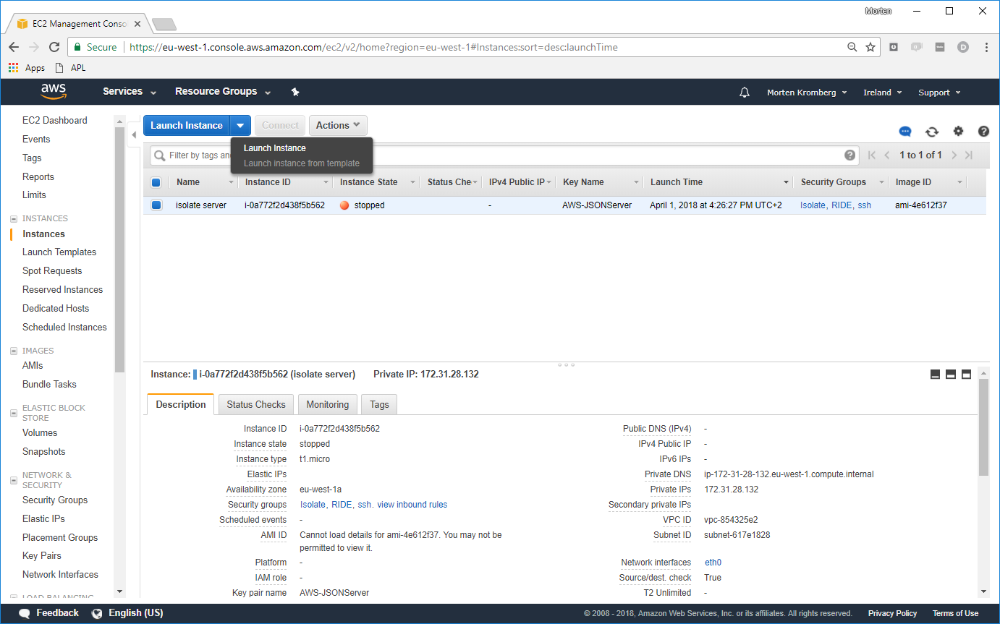 Morten
EC2 Management Conso
Secure https://eu-west-1.console.aws.amazon.com/ec2/v2/home?region=eu-west-1#Instances:sort=desc:launchTime
Apps APL
aws Services Resource Groups Morten Kromberg Ireland Support
EC2 Dashboard
Events
Tags
Reports
Limits
INSTANCES
Instances
Launch Templates
Spot Requests
Reserved Instances
Dedicated Hosts
Scheduled Instances
IMAGES
AMIs
Bundle Tasks
ELASTIC BLOCK
STORE
Volumes
Snapshots
NETWORK &
SECURITY
Security Groups
Elastic IPs
Placement Groups
Key Pairs
Network Interfaces
LOAD BALANCING
Launch Instance Connect Actions
Launch Instance
Launch instance from template
Filter by tags an 1 to 1 of 1
Name Instance ID Instance State Status Che IPv4 Public IP Key Name Launch Time Security Groups Image ID
isolate server i-0a772f2d438f5b562 stopped - AWS-JSONServer April 1, 2018 at 4:26:27 PM UTC+2 Isolate, RIDE, ssh ami-4e612f37
Instance: i-0a772f2d438f5b562 (isolate server) Private IP: 172.31.28.132
Description Status Checks Monitoring Tags
Instance ID i-0a772f2d438f5b562 Public DNS (IPv4) -
Instance state stopped IPv4 Public IP -
Instance type t1.micro IPv6 IPs -
Elastic IPs Private DNS ip-172-31-28-132.eu-west-1.compute.internal
Availability zone eu-west-1a Private IPs 172.31.28.132
Security groups Isolate, RIDE, ssh. view inbound rules Secondary private IPs
Scheduled events - VPC ID vpc-854325e2
AMI ID Cannot load details for ami-4e612f37. You may not be Subnet ID subnet-617e1828
permitted to view it.
Platform - Network interfaces eth0
IAM role - Source/dest. check True
Key pair name AWS-JSONServer T2 Unlimited -
Feedback English (US) © 2008 - 2018, Amazon Web Services, Inc. or its affiliates. All rights reserved. Privacy Policy Terms of Use